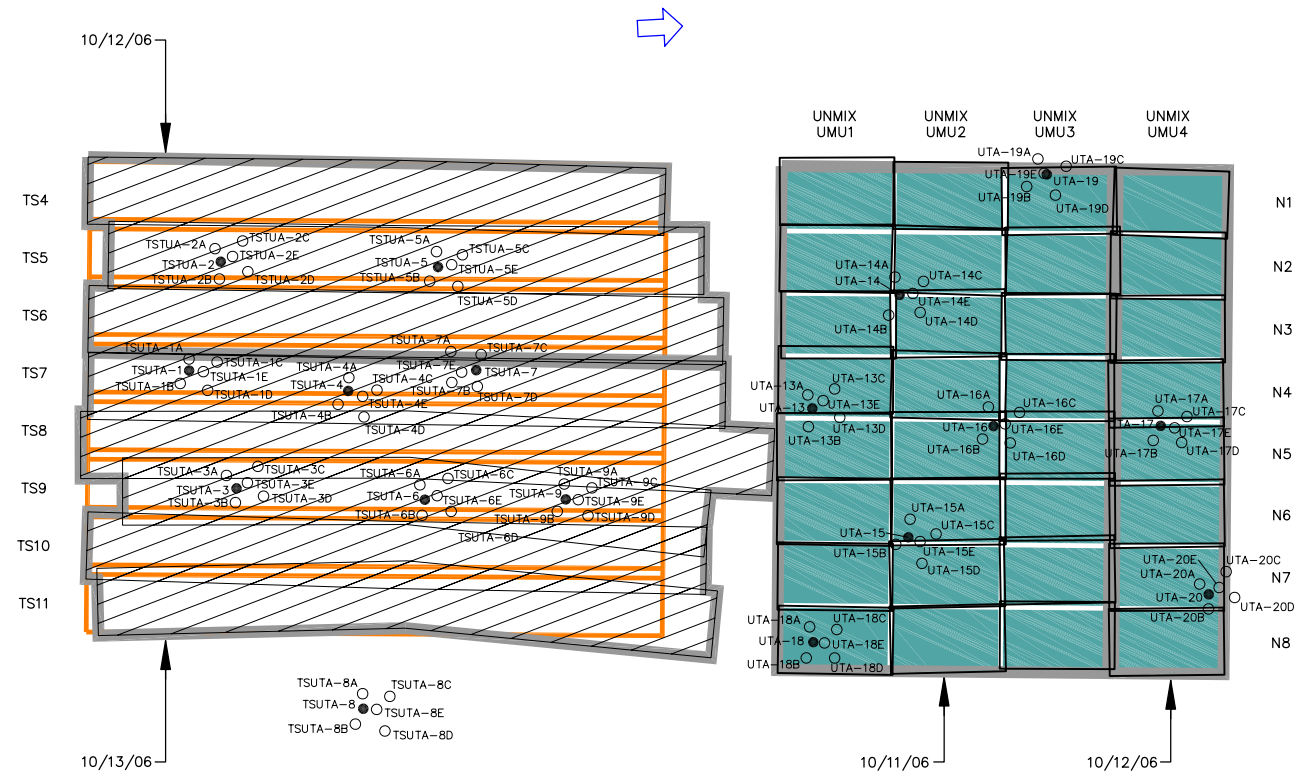 10/12/06
UNMIX UNMIX UNMIX UNMIX
UMU1 UMU2 UMU3 UMU4
UTA-19A
UTA-19C
UTA-19E
UTA-19
UTA-19B
UTA-19D
TS4
N1
TSTUA-2A
TSTUA-2C
TSTUA-2E
TSTUA-2
TSTUA-2B
TSTUA-2D
TSTUA-5A
TSTUA-5C
TSTUA-5
TSTUA-5E
TSTUA-5B
TSTUA-5D
TS5
N2
UTA-14A
UTA-14C
UTA-14
UTA-14E
UTA-14B
UTA-14D
TS6
N3
TSUTA-1A
TSUTA-1C
TSUTA-1
TSUTA-1E
TSUTA-1B
TSUTA-1D
TSUTA-4A
TSUTA-4C
TSUTA-4
TSUTA-4E
TSUTA-4B
TSUTA-4D
TSUTA-7A
TSUTA-7C
TSUTA-7E
TSUTA-7
TSUTA-7B
TSUTA-7D
TS7
N4
UTA-13A
UTA-13C
UTA-13
UTA-13E
UTA-13B
UTA-13D
UTA-16A
UTA-16C
UTA-16
UTA-16E
UTA-16B
UTA-16D
UTA-17A
UTA-17C
UTA-17
UTA-17E
UTA-17B
UTA-17D
TS8
N5
TSUTA-3A
TSUTA-3C
TSUTA-3
TSUTA-3E
TSUTA-3B
TSUTA-3D
TSUTA-6A
TSUTA-6C
TSUTA-6
TSUTA-6E
TSUTA-6B
TSUTA-6D
TSUTA-9A
TSUTA-9C
TSUTA-9
TSUTA-9E
TSUTA-9B
TSUTA-9D
TS9
N6
UTA-15A
UTA-15C
UTA-15
UTA-15E
UTA-15B
UTA-15D
TS10
N7
UTA-20E
UTA-20C
UTA-20A
UTA-20
UTA-20D
UTA-20B
TS11
N8
UTA-18A
UTA-18C
UTA-18
UTA-18E
UTA-18B
UTA-18D
TSUTA-8A
TSUTA-8C
TSUTA-8
TSUTA-8E
TSUTA-8B
TSUTA-8D
10/13/06
10/11/06
10/12/06